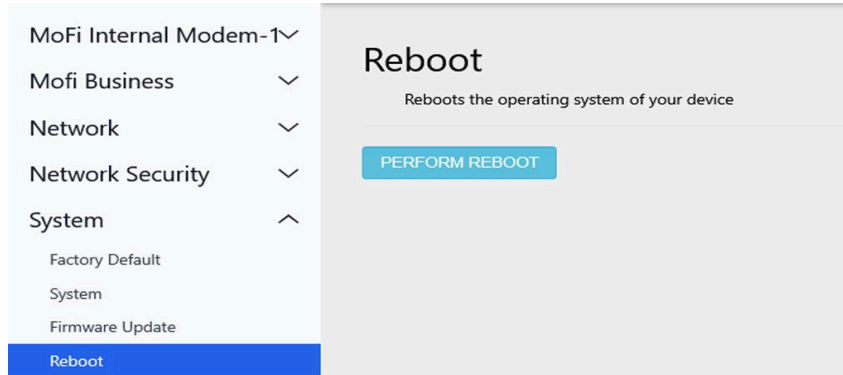 MoFi Internal Modem-1
Mofi Business
Network
Network Security
System
Factory Default
System
Firmware Update
Reboot
Reboot
Reboots the operating system of your device
PERFORM REBOOT